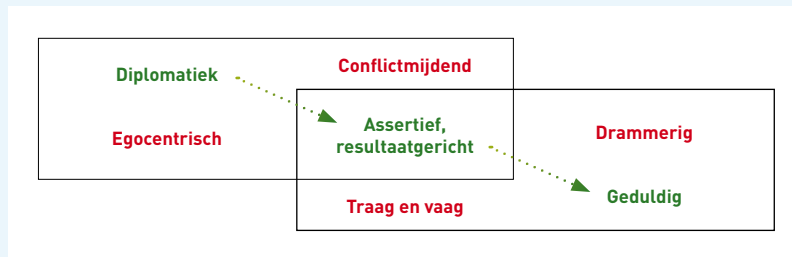 Conflictmijdend
Diplomatiek
Assertief,
resultaatgericht
Egocentrisch
Drammerig
Geduldig
Traag en vaag